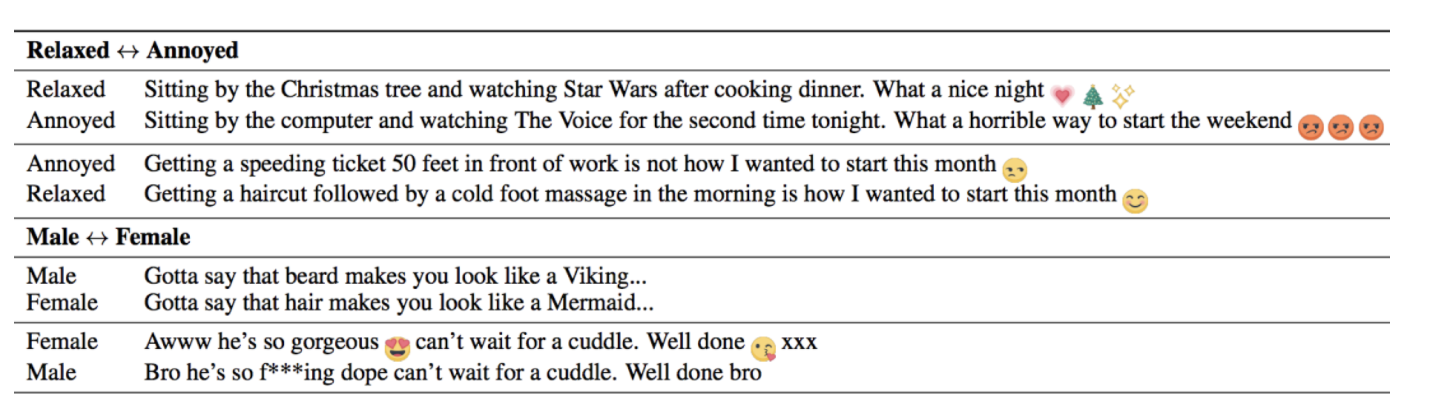 Relaxed ↔ Annoyed
Relaxed Sitting by the Christmas tree and watching Star Wars after cooking dinner. What a nice night 💗 🎄 ✨
Annoyed Sitting by the computer and watching The Voice for the second time tonight. What a horrible way to start the weekend 😡 😡 😡
Annoyed Getting a speeding ticket 50 feet in front of work is not how I wanted to start this month 😒
Relaxed Getting a haircut followed by a cold foot massage in the morning is how I wanted to start this month 😊
Male ↔ Female
Male Gotta say that beard makes you look like a Viking...
Female Gotta say that hair makes you look like a Mermaid...
Female Awww he's so gorgeous 😍 can't wait for a cuddle. Well done 😘 xxx
Male Bro he's so f***ing dope can't wait for a cuddle. Well done bro